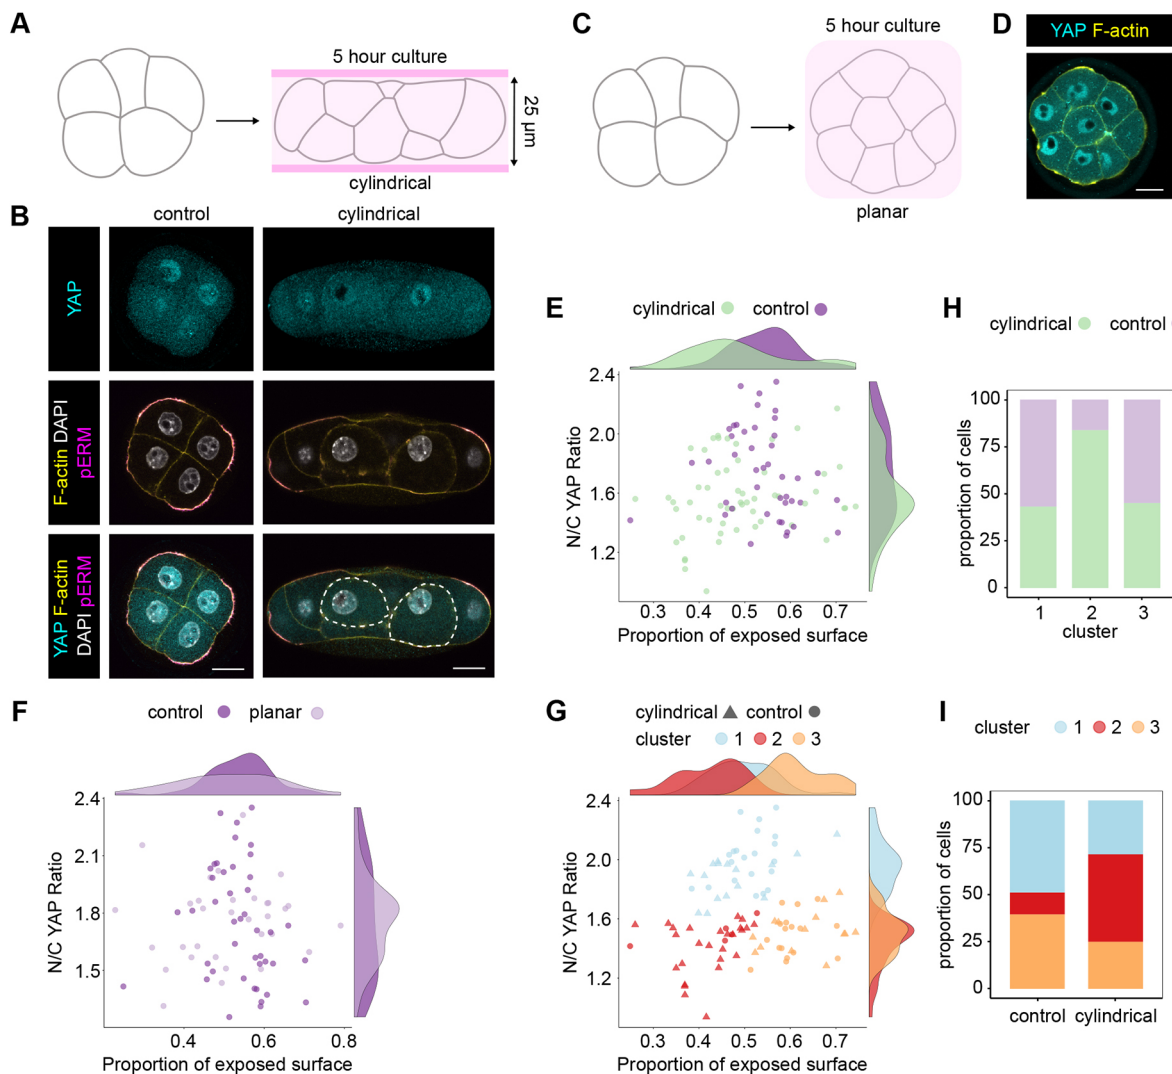 A
5 hour culture
25 µm
cylindrical
C
5 hour culture
planar
D
YAP F-actin
B
control
cylindrical
YAP
F-actin DAPI
pERM
YAP F-actin
DAPI pERM
E
cylindrical control
N/C YAP Ratio
2.4
2.0
1.6
1.2
0.3 0.4 0.5 0.6 0.7
Proportion of exposed surface
H
cylindrical control
proportion of cells
100
75
50
25
0
1 2 3
cluster
F
control planar
N/C YAP Ratio
2.4
2.1
1.8
1.5
0.4 0.6 0.8
Proportion of exposed surface
G
cylindrical control
cluster 1 2 3
N/C YAP Ratio
2.4
2.0
1.6
1.2
0.3 0.4 0.5 0.6 0.7
Proportion of exposed surface
I
cluster 1 2 3
proportion of cells
100
75
50
25
0
control cylindrical